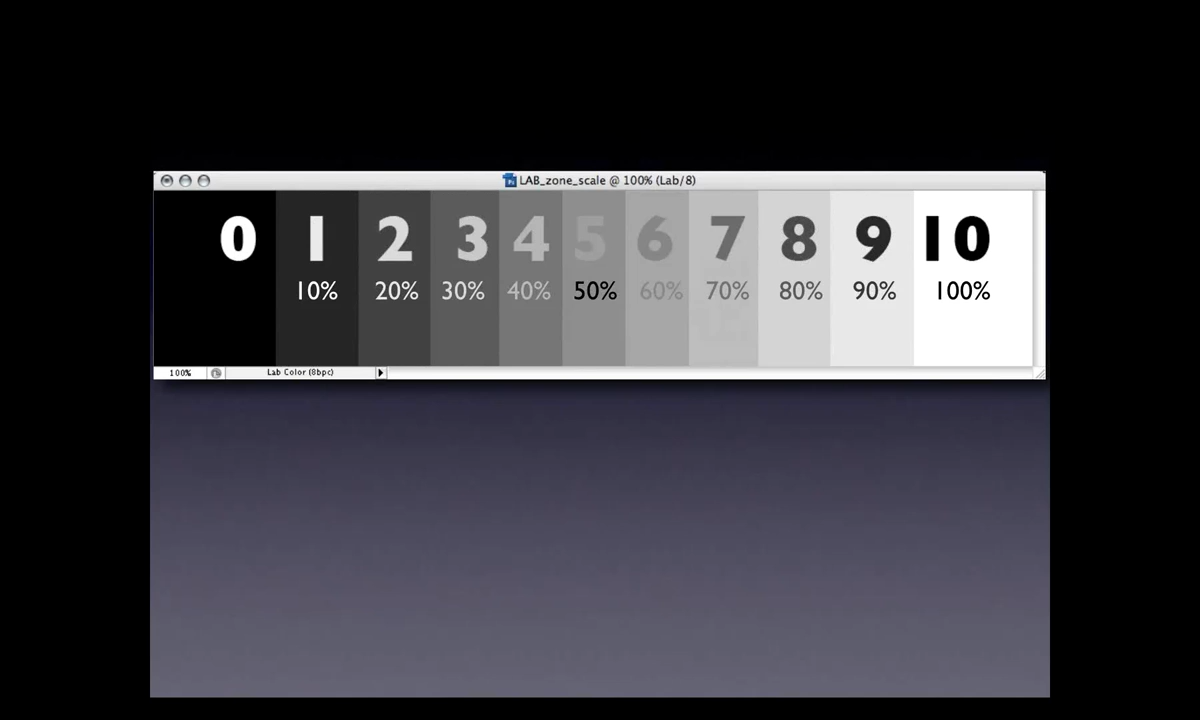 LAB_zone_scale @ 100% (Lab/8)
0 1 2 3 4 5 6 7 8 9 10
10% 20% 30% 40% 50% 60% 70% 80% 90% 100%
100% Lab Color (8bpc)